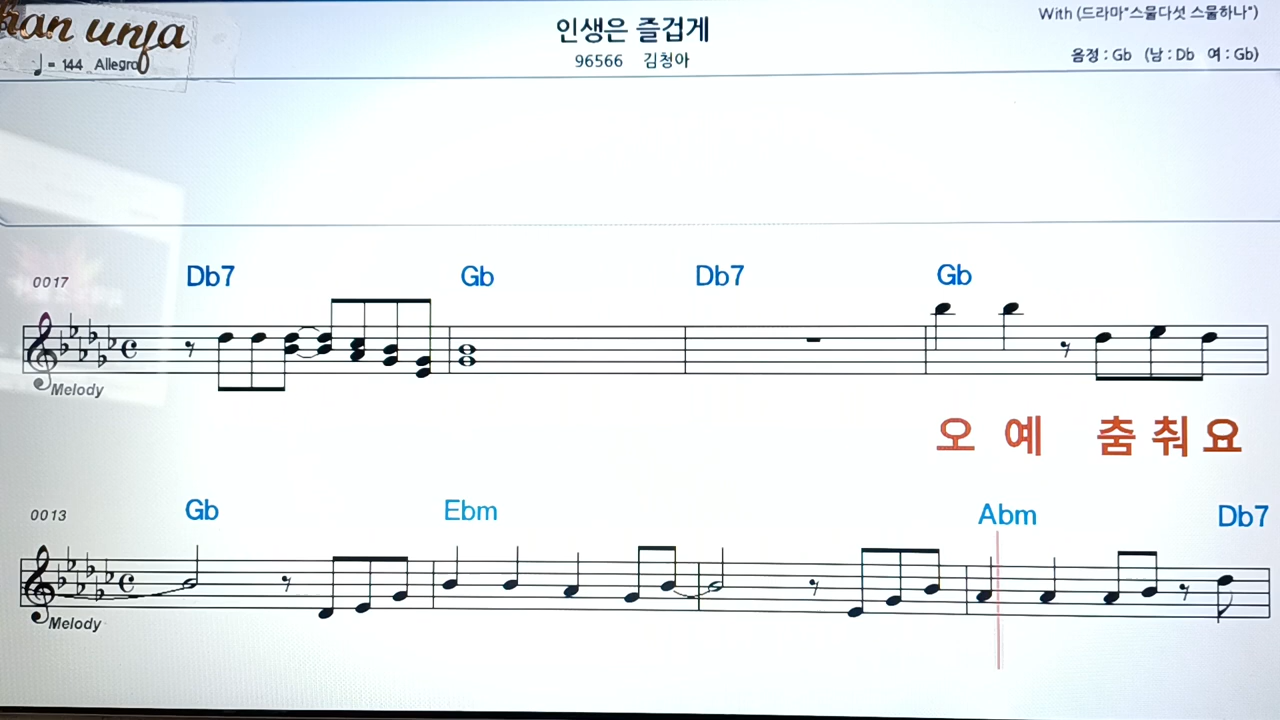 han unja
인생은 즐겁게
With (드라마"스물다섯 스물하나")
♩ = 144 Allegro
96566 김청아
음정 : Gb (남 : Db 여 : Gb)
0017
Db7 Gb Db7 Gb
Melody
오 예 춤 춰 요
0013
Gb Ebm Abm Db7
Melody